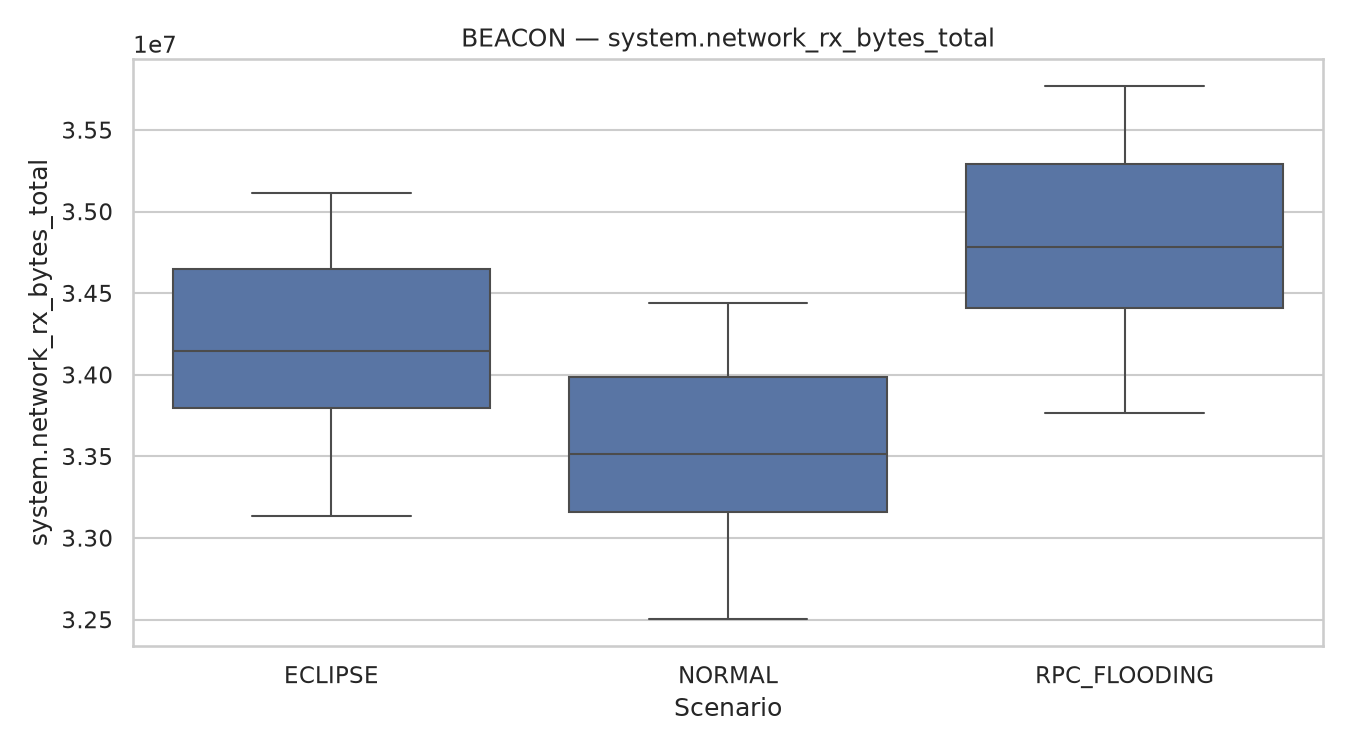 BEACON — system.network_rx_bytes_total
1e7
system.network_rx_bytes_total
3.55
3.50
3.45
3.40
3.35
3.30
3.25
ECLIPSE
NORMAL
RPC_FLOODING
Scenario